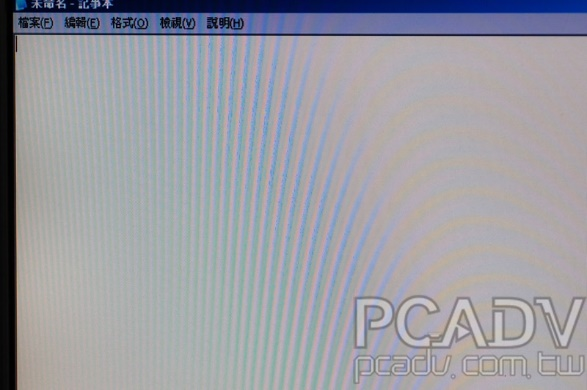 未命名 - 記事本
檔案(F) 編輯(E) 格式(O) 檢視(V) 說明(H)
PCADV
pcadv.com.tw